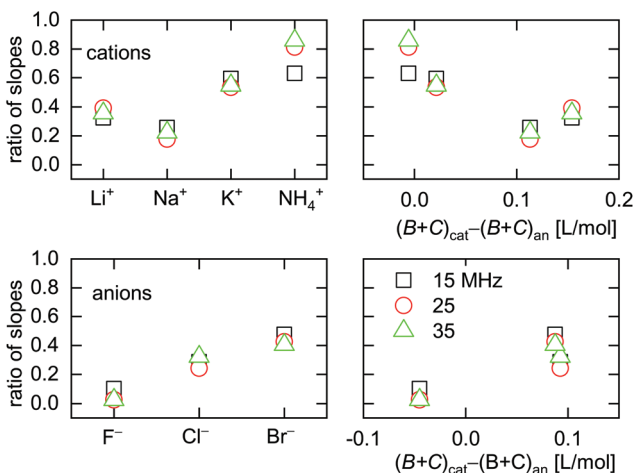 1.0
0.8
0.6
0.4
0.2
0.0
ratio of slopes
cations
Li⁺ Na⁺ K⁺ NH₄⁺
0.0 0.1 0.2
(B+C)cat–(B+C)an [L/mol]
1.0
0.8
0.6
0.4
0.2
0.0
ratio of slopes
anions
F⁻ Cl⁻ Br⁻
15 MHz
25
35
-0.1 0.0 0.1
(B+C)cat–(B+C)an [L/mol]